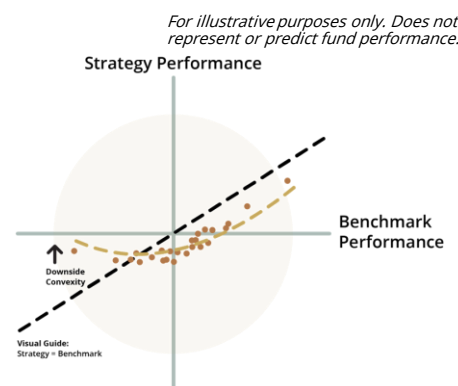 For illustrative purposes only. Does not
represent or predict fund performance.
Strategy Performance
Benchmark
Performance
Downside
Convexity
Visual Guide:
Strategy = Benchmark